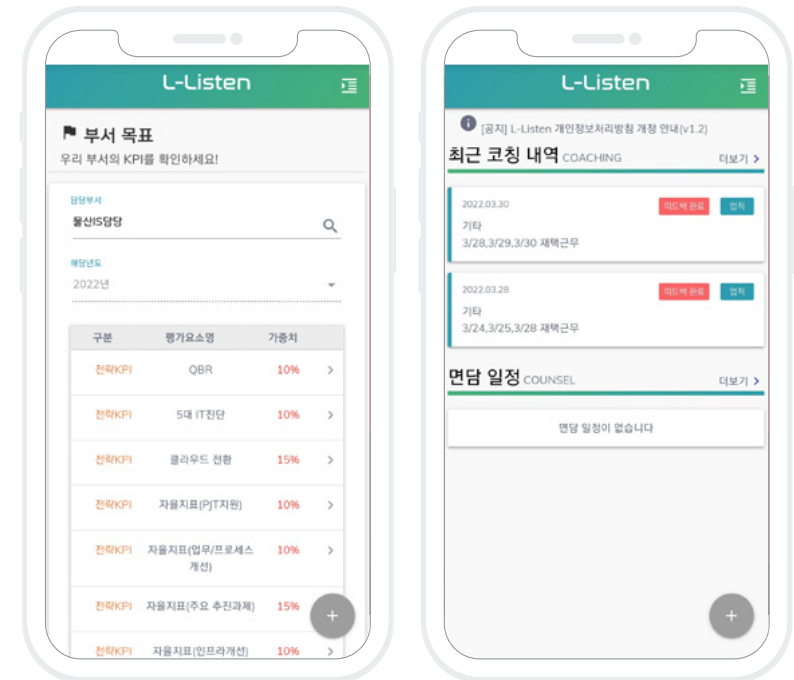 L-Listen
부서 목표
우리 부서의 KPI를 확인하세요!
담당부서
물산IS담당
해당년도
2022년
구분 평가요소명 가중치
전략KPI QBR 10%
전략KPI 5대 IT진단 10%
전략KPI 클라우드 전환 15%
전략KPI 자율지표(PJT지원) 10%
전략KPI 자율지표(업무/프로세스 개선) 10%
전략KPI 자율지표(주요 추진과제) 15%
전략KPI 자율지표(인프라개선) 10%
L-Listen
[공지] L-Listen 개인정보처리방침 개정 안내(v1.2)
최근 코칭 내역 COACHING 더보기 >
2022.03.30 피드백 완료 업적
기타
3/28,3/29,3/30 재택근무
2022.03.28 피드백 완료 업적
기타
3/24,3/25,3/28 재택근무
면담 일정 COUNSEL 더보기 >
면담 일정이 없습니다